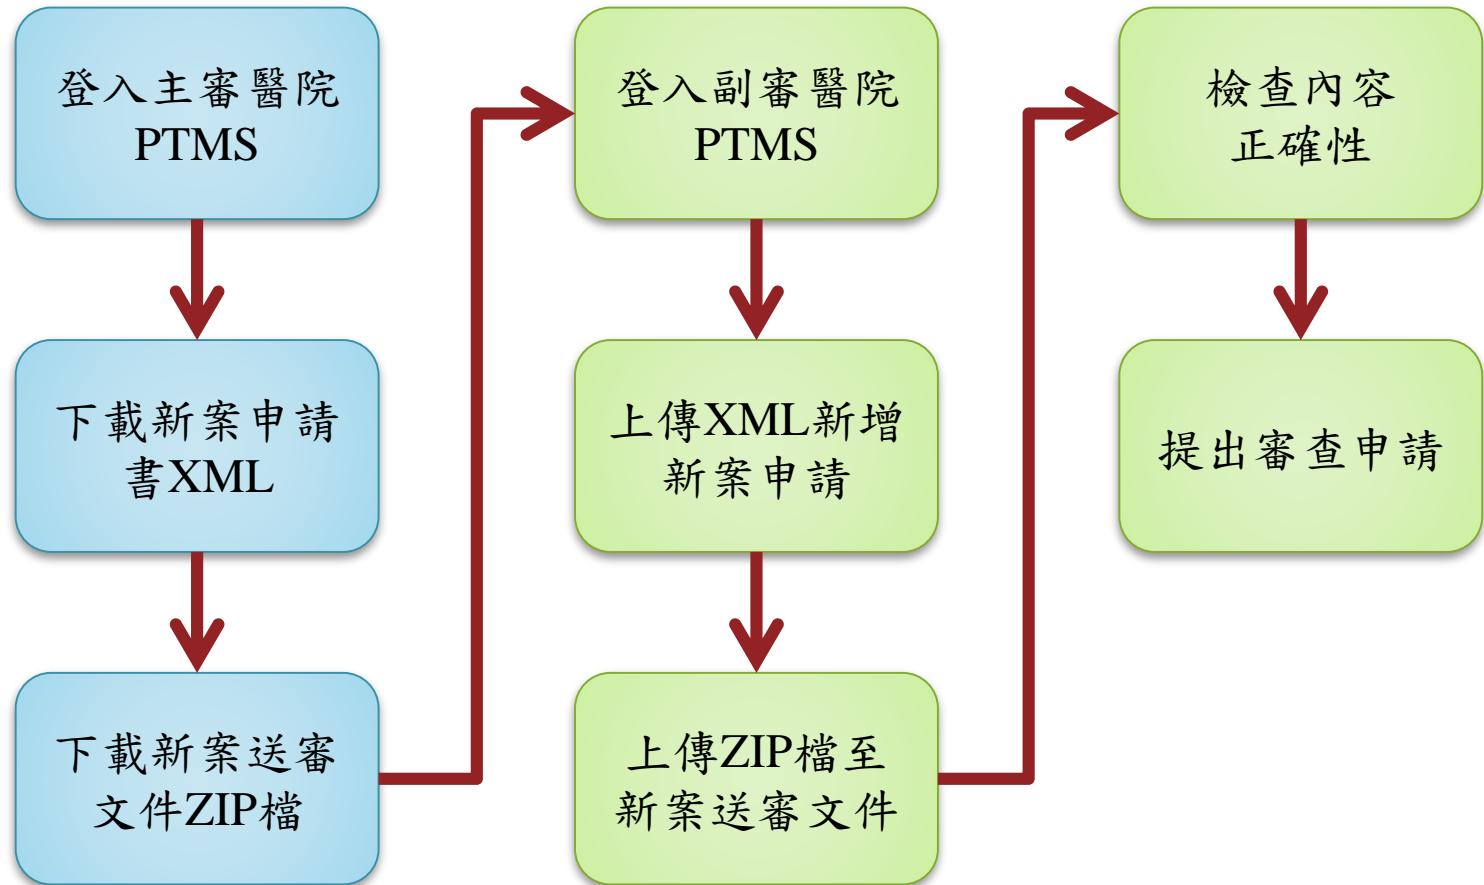 登入主審醫院
PTMS
下載新案申請
書XML
下載新案送審
文件ZIP檔
登入副審醫院
PTMS
上傳XML新增
新案申請
上傳ZIP檔至
新案送審文件
檢查內容
正確性
提出審查申請